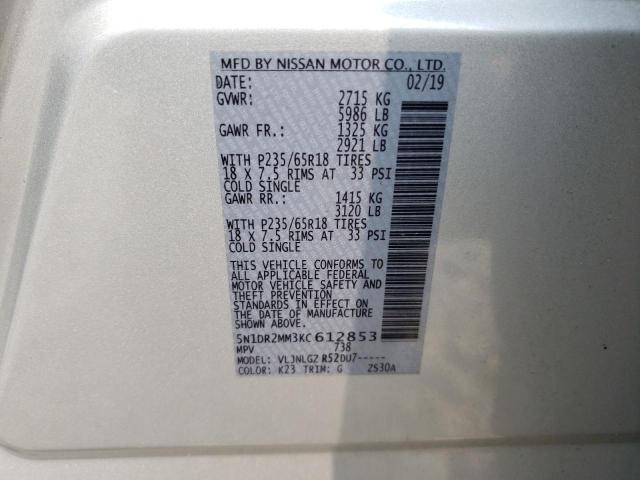 MFD BY NISSAN MOTOR CO., LTD.
DATE: 02/19
GVWR: 2715 KG
5986 LB
GAWR FR.: 1325 KG
2921 LB
WITH P235/65R18 TIRES
18 X 7.5 RIMS AT 33 PSI
COLD SINGLE
GAWR RR.: 1415 KG
3120 LB
WITH P235/65R18 TIRES
18 X 7.5 RIMS AT 33 PSI
COLD SINGLE
THIS VEHICLE CONFORMS TO
ALL APPLICABLE FEDERAL
MOTOR VEHICLE SAFETY AND
THEFT PREVENTION
STANDARDS IN EFFECT ON
THE DATE OF MANUFACTURE
SHOWN ABOVE.
5N1DR2MM3KC 612853
MPV 738
MODEL: VLJNLGZ R52DU7-----
COLOR: K23 TRIM: G ZS30A